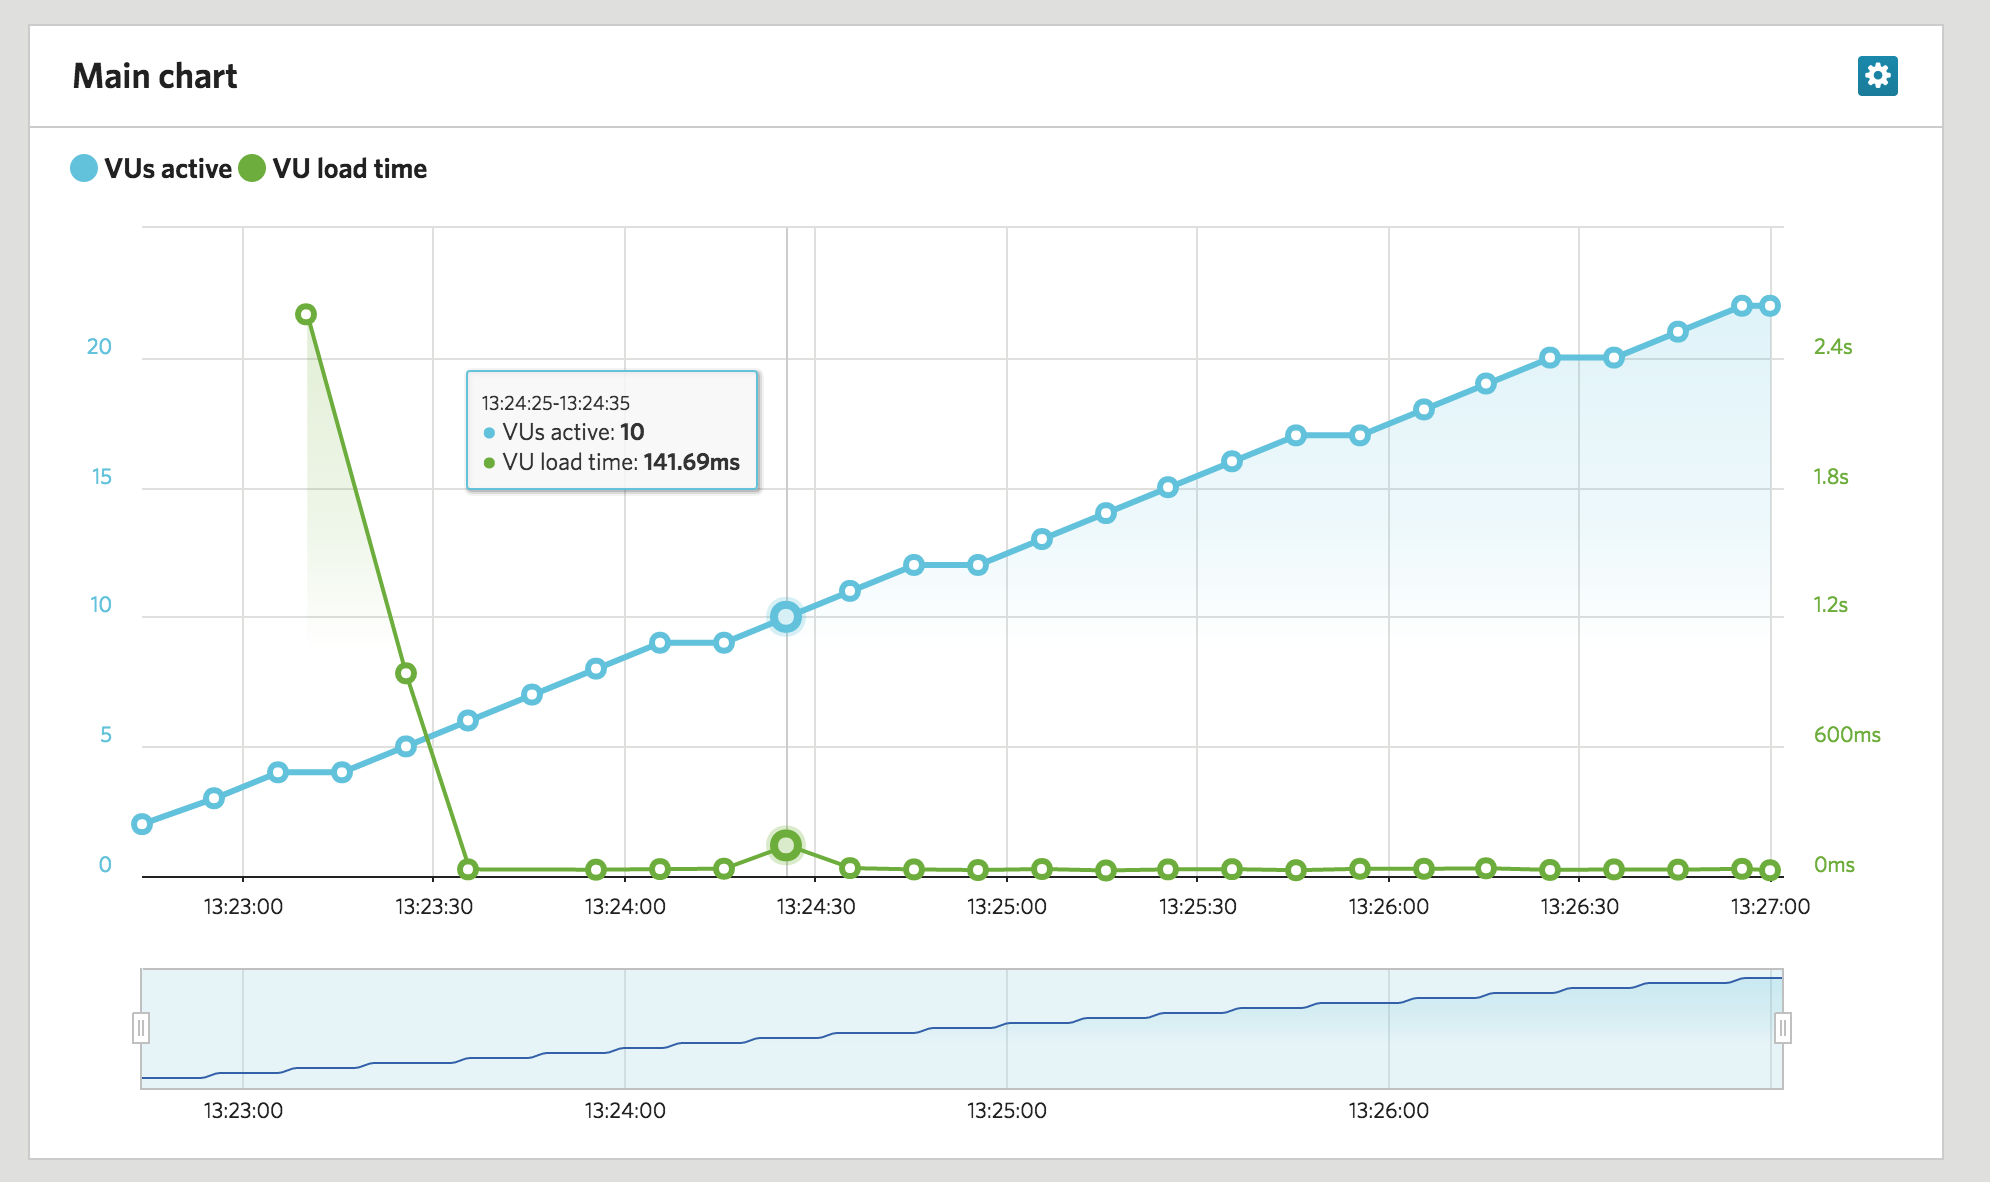 Main chart
VUs active VU load time
20
15
10
5
0
2.4s
1.8s
1.2s
600ms
0ms
13:24:25-13:24:35
VUs active: 10
VU load time: 141.69ms
13:23:00 13:23:30 13:24:00 13:24:30 13:25:00 13:25:30 13:26:00 13:26:30 13:27:00
13:23:00 13:24:00 13:25:00 13:26:00